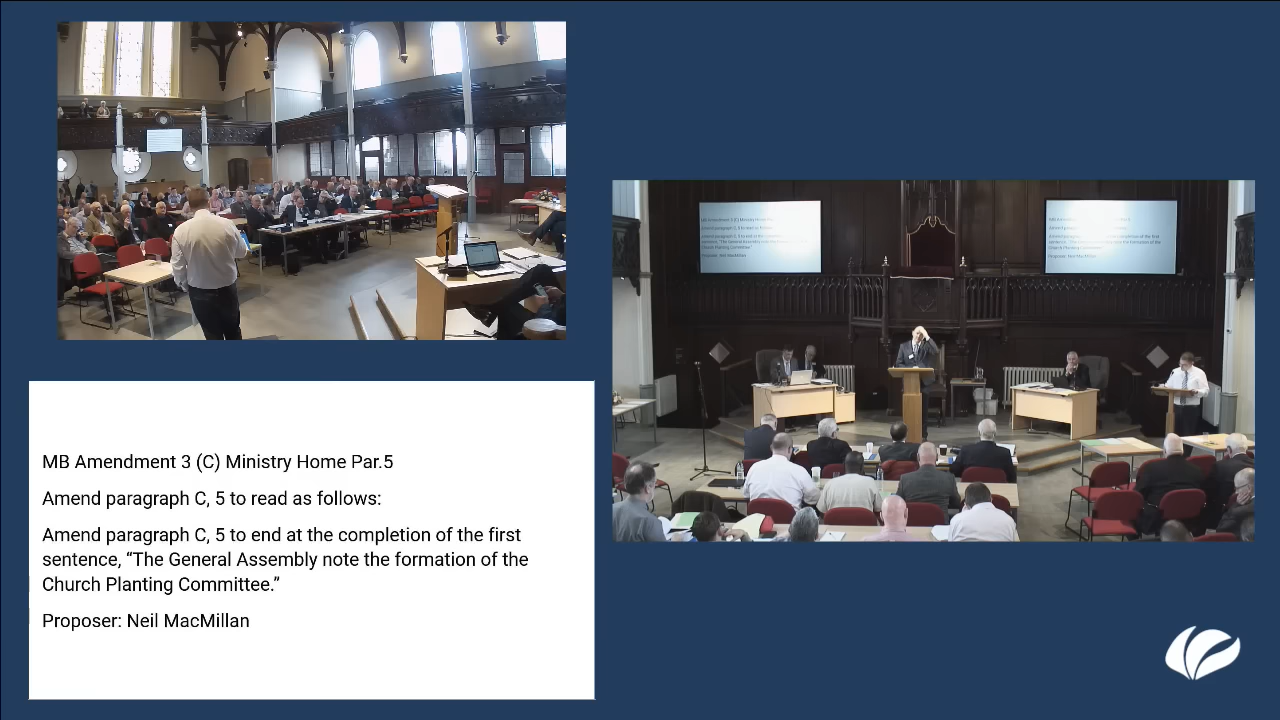 MB Amendment 3 (C) Ministry Home Par.5
Amend paragraph C, 5 to read as follows:
Amend paragraph C, 5 to end at the completion of the first
sentence, “The General Assembly note the formation of the
Church Planting Committee.”
Proposer: Neil MacMillan